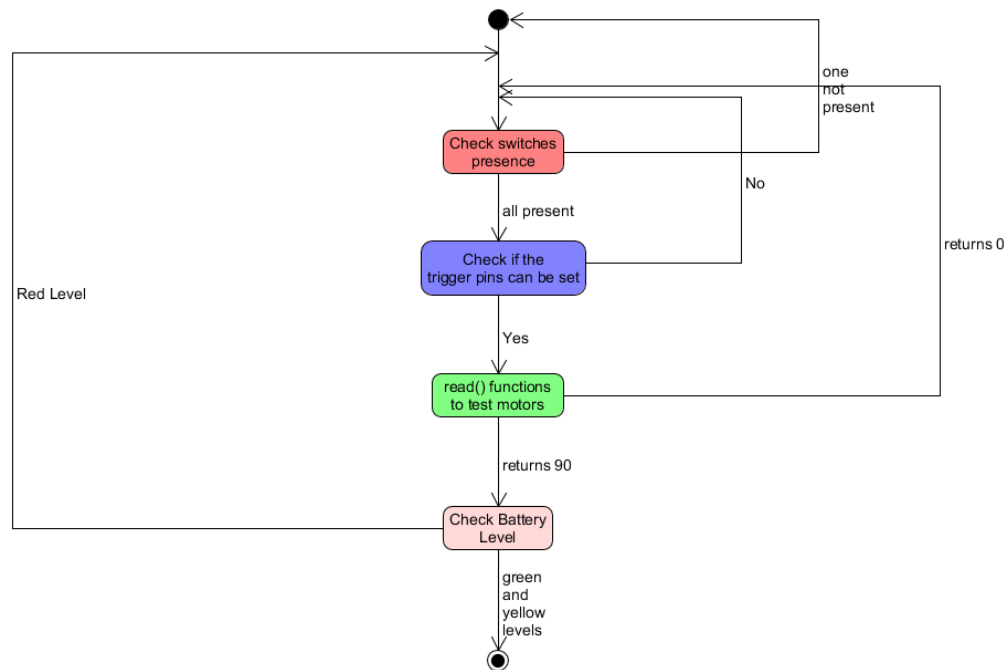 one
not
present
Check switches
presence
No
all present
returns 0
Check if the
trigger pins can be set
Red Level
Yes
read() functions
to test motors
returns 90
Check Battery
Level
green
and
yellow
levels